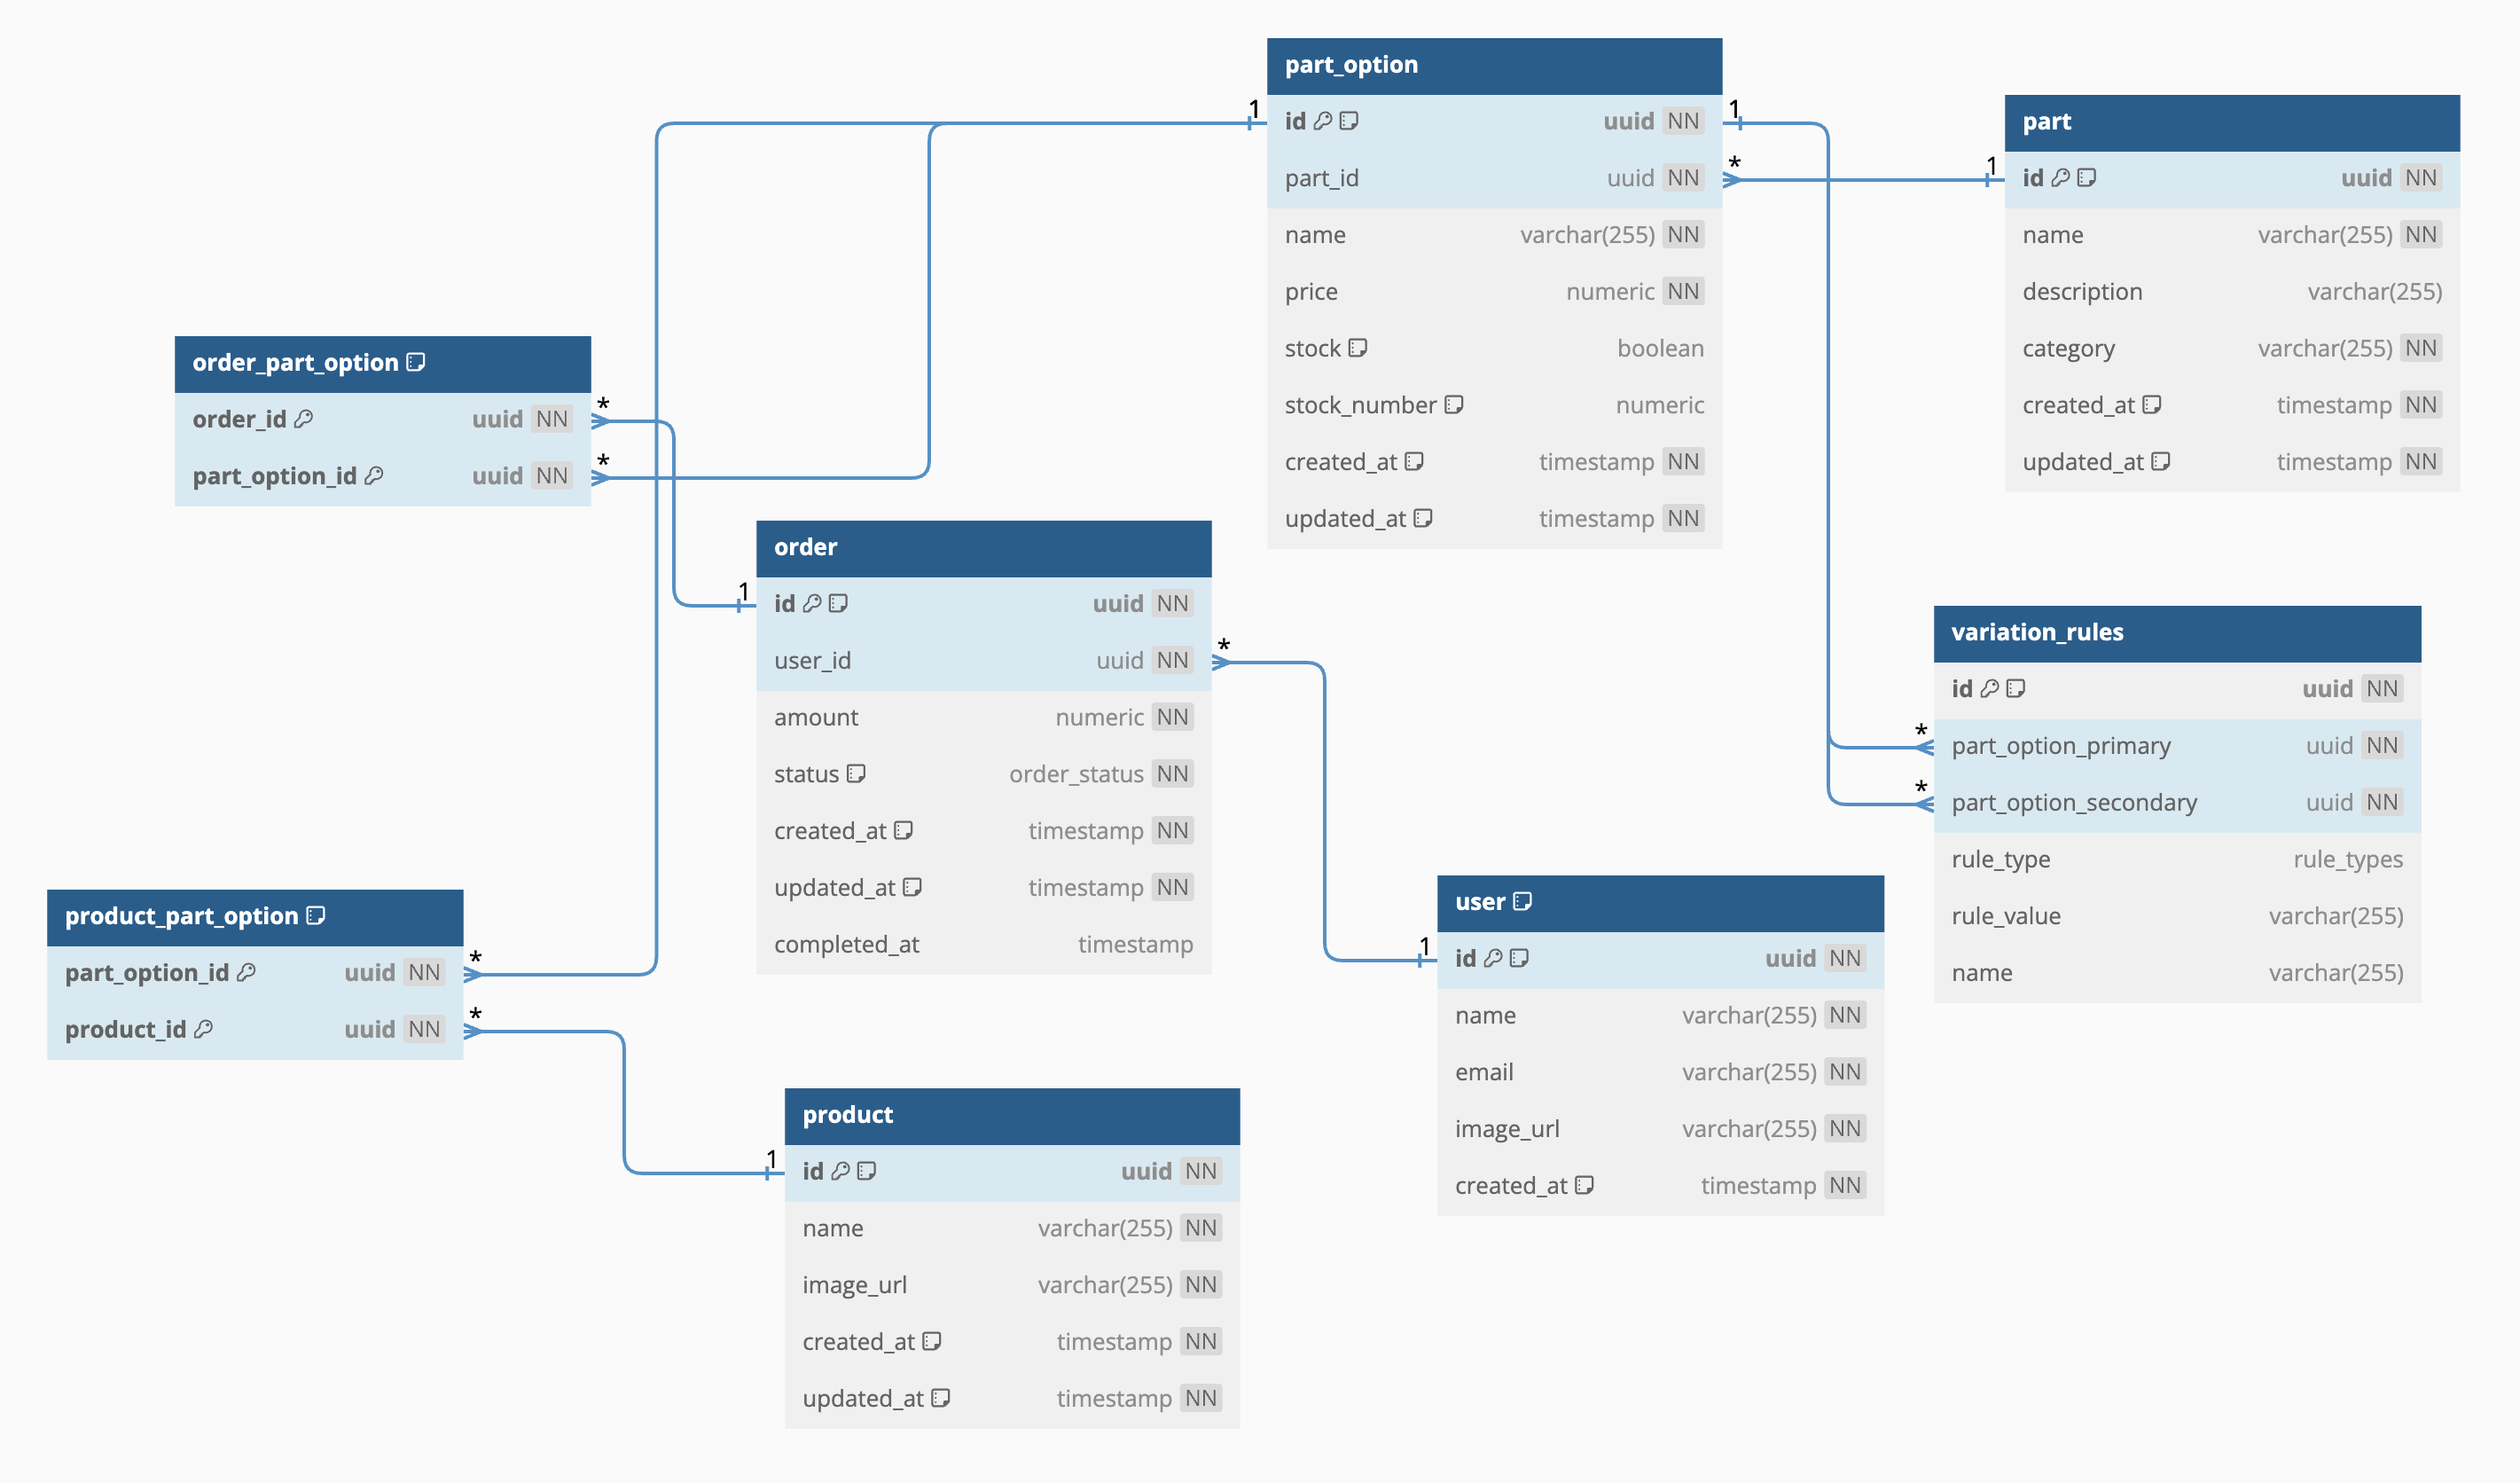 part_option
1
id uuid NN
1
part_id uuid NN
*
name varchar(255) NN
price numeric NN
stock boolean
stock_number numeric
created_at timestamp NN
updated_at timestamp NN
part
1
id uuid NN
name varchar(255) NN
description varchar(255)
category varchar(255) NN
created_at timestamp NN
updated_at timestamp NN
order_part_option
order_id uuid NN
*
part_option_id uuid NN
*
order
1
id uuid NN
user_id uuid NN
*
amount numeric NN
status order_status NN
created_at timestamp NN
updated_at timestamp NN
completed_at timestamp
variation_rules
id uuid NN
*
part_option_primary uuid NN
*
part_option_secondary uuid NN
rule_type rule_types
rule_value varchar(255)
name varchar(255)
product_part_option
part_option_id uuid NN
*
product_id uuid NN
*
user
1
id uuid NN
name varchar(255) NN
email varchar(255) NN
image_url varchar(255) NN
created_at timestamp NN
product
1
id uuid NN
name varchar(255) NN
image_url varchar(255) NN
created_at timestamp NN
updated_at timestamp NN